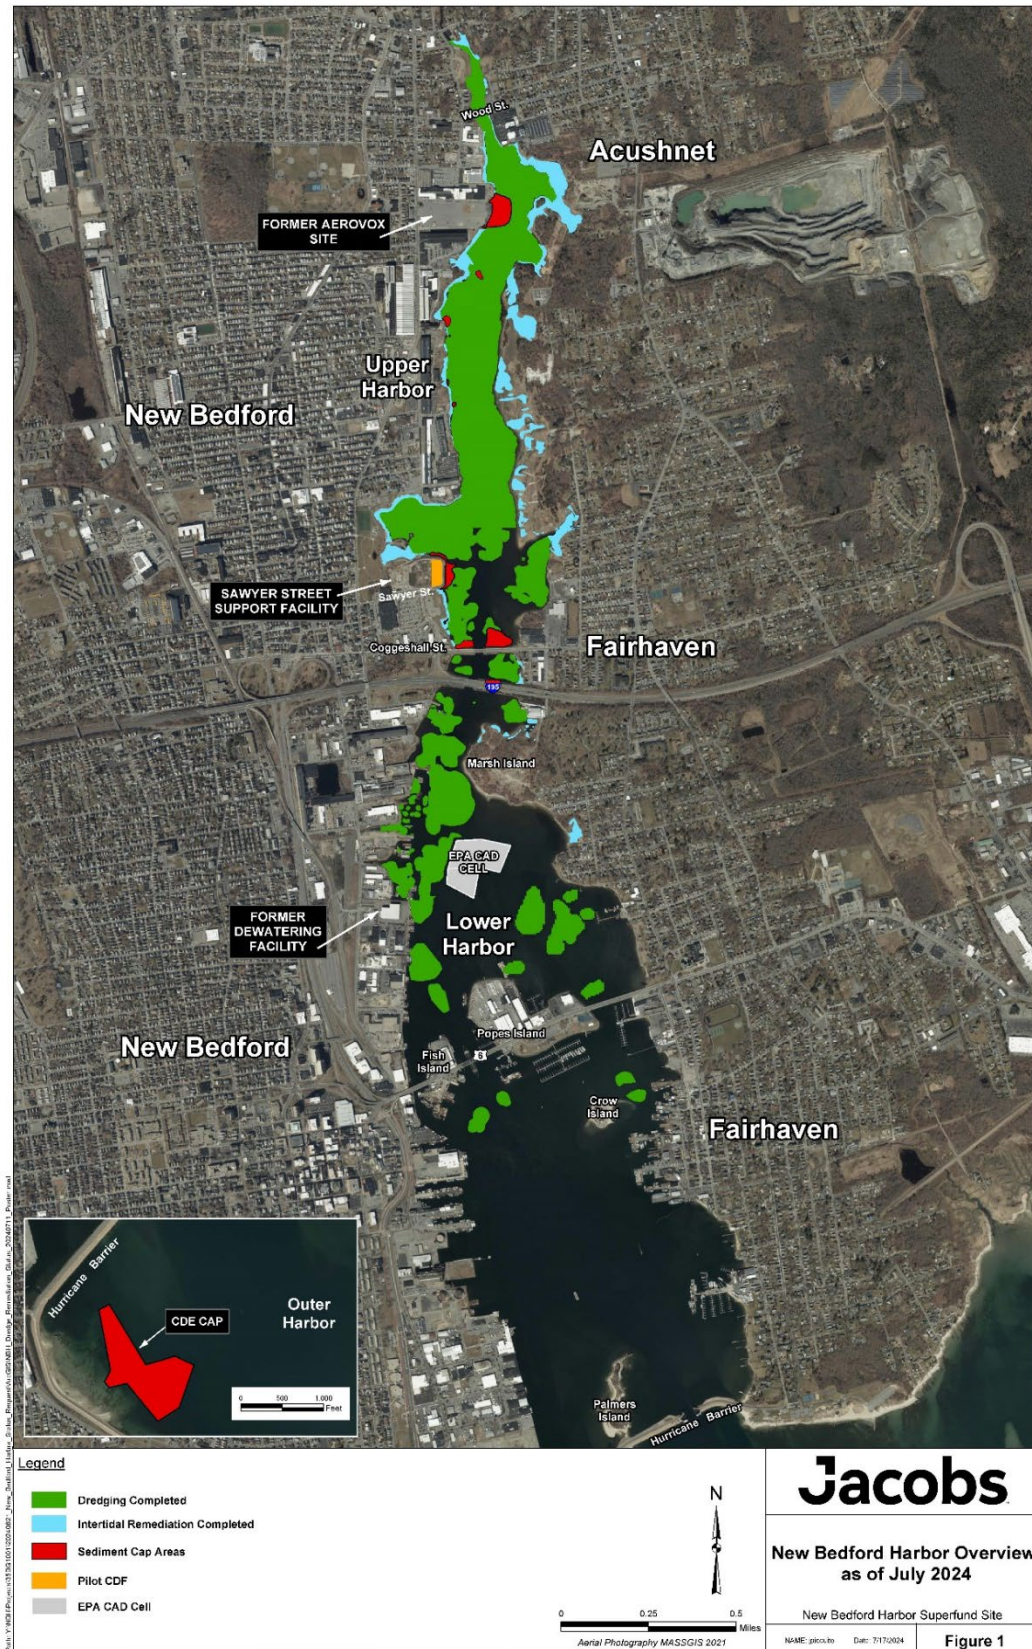 Wood St.
Acushnet
FORMER AEROVOX
SITE
Upper
Harbor
New Bedford
SAWYER STREET
SUPPORT FACILITY
Sawyer St.
Coggeshall St.
Fairhaven
195
Marsh Island
EPA CAD
CELL
FORMER
DEWATERING
FACILITY
Lower
Harbor
Popes Island
New Bedford
Fish
Island
6
Crow
Island
Fairhaven
Hurricane Barrier
CDE CAP
Outer
Harbor
0 500 1,000
Feet
Palmers
Island
Hurricane Barrier
Legend
Dredging Completed
Intertidal Remediation Completed
Sediment Cap Areas
Pilot CDF
EPA CAD Cell
N
0 0.25 0.5
Miles
Aerial Photography MASSGIS 2021
Jacobs
New Bedford Harbor Overview
as of July 2024
New Bedford Harbor Superfund Site
Date: 7/17/2024
Figure 1